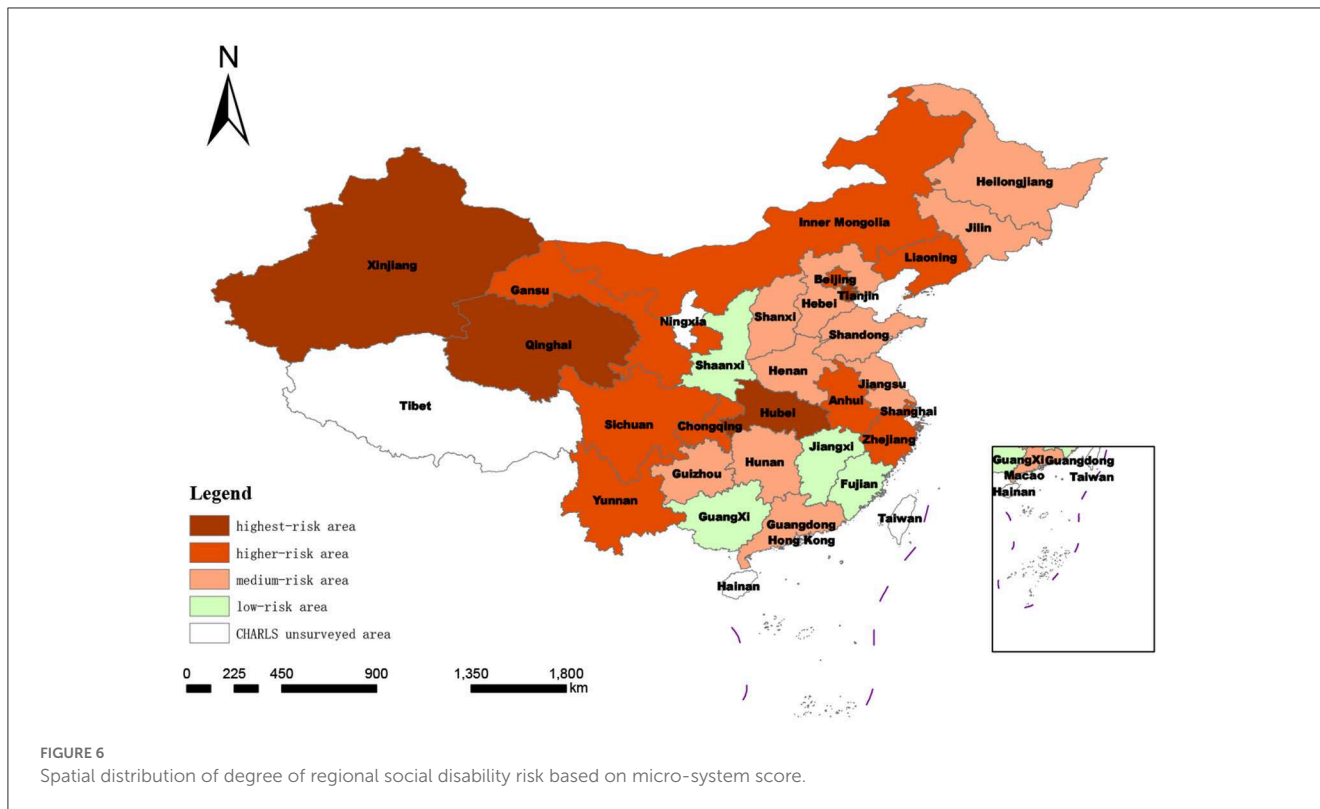 N
Heilongjiang
Jilin
Inner Mongolia
Liaoning
Xinjiang
Beijing
Tianjin
Gansu
Hebei
Ningxia
Shanxi
Shandong
Qinghai
Shaanxi
Henan
Jiangsu
Tibet
Anhui
Shanghai
Hubei
Sichuan
Chongqing
Zhejiang
Jiangxi
Hunan
Guizhou
Fujian
Yunnan
GuangXi
Taiwan
Guangdong
Hong Kong
Hainan
GuangXi Guangdong
Macao Taiwan
Hainan
Legend
highest-risk area
higher-risk area
medium-risk area
low-risk area
CHARLS unsurveyed area
0 225 450 900 1,350 1,800
km
FIGURE 6
Spatial distribution of degree of regional social disability risk based on micro-system score.